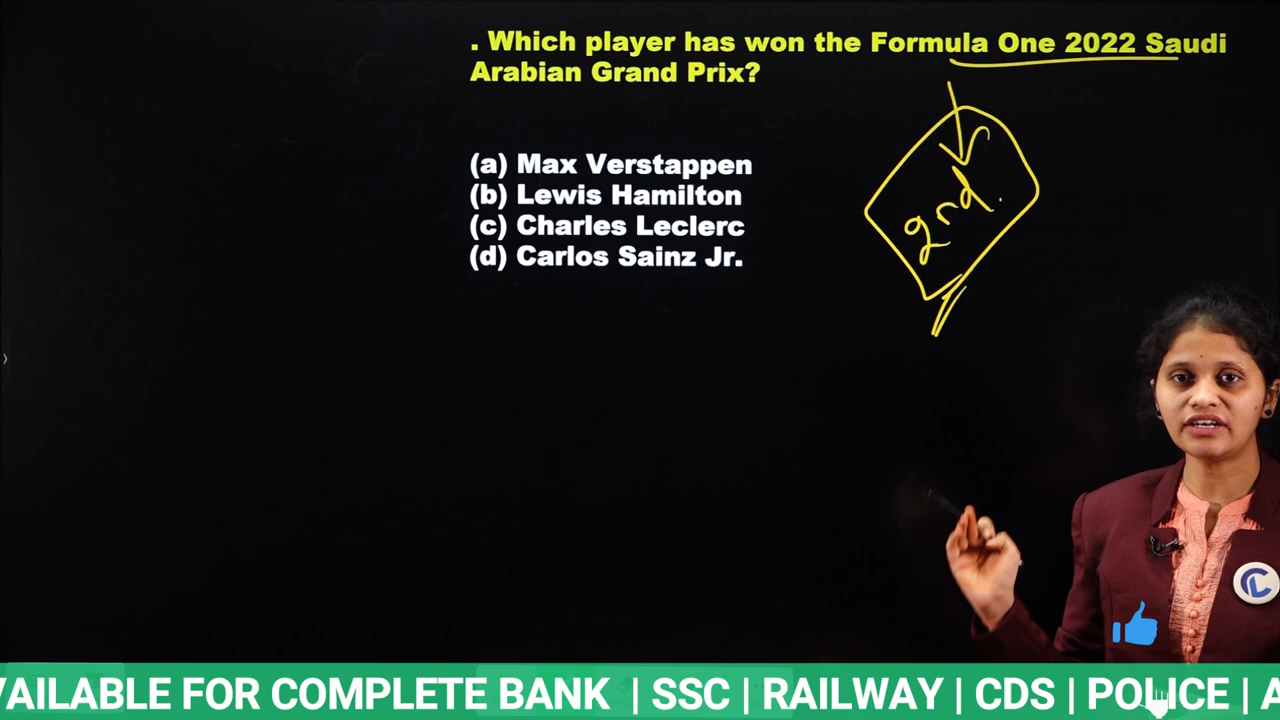 . Which player has won the Formula One 2022 Saudi
Arabian Grand Prix?
2nd.
(a) Max Verstappen
(b) Lewis Hamilton
(c) Charles Leclerc
(d) Carlos Sainz Jr.
VAILABLE FOR COMPLETE BANK | SSC | RAILWAY | CDS | POLICE | A